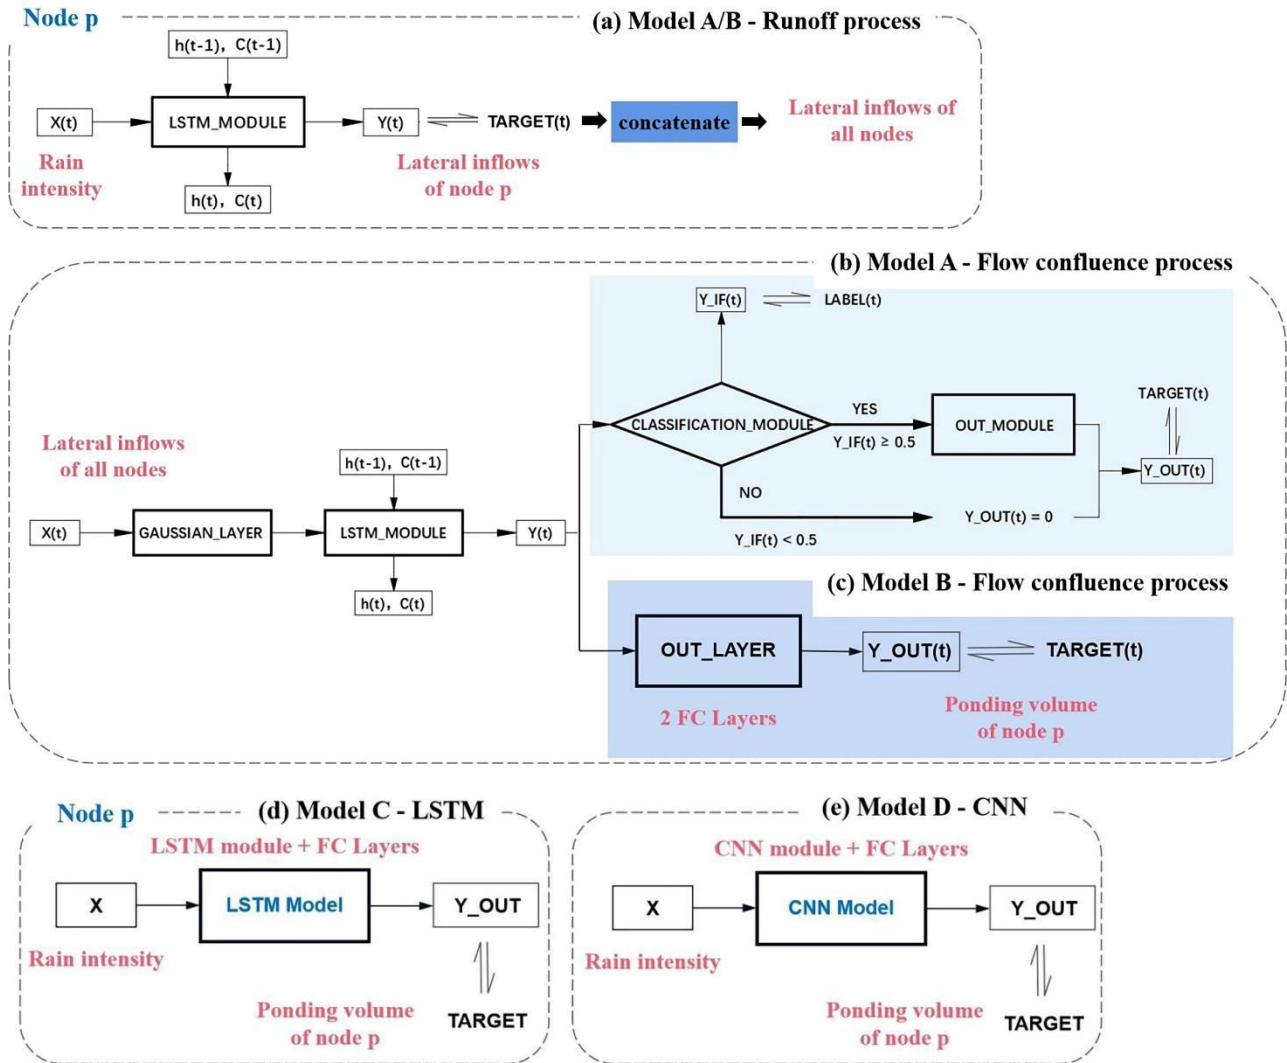 Node p
(a) Model A/B - Runoff process
h(t-1), C(t-1)
X(t)
LSTM_MODULE
Y(t)
TARGET(t)
concatenate
Lateral inflows of
all nodes
Rain
intensity
Lateral inflows
of node p
h(t), C(t)
(b) Model A - Flow confluence process
Y_IF(t)
LABEL(t)
CLASSIFICATION_MODULE
YES
Y_IF(t) ≥ 0.5
OUT_MODULE
TARGET(t)
Y_OUT(t)
NO
Y_IF(t) < 0.5
Y_OUT(t) = 0
Lateral inflows
of all nodes
h(t-1), C(t-1)
X(t)
GAUSSIAN_LAYER
LSTM_MODULE
Y(t)
h(t), C(t)
(c) Model B - Flow confluence process
OUT_LAYER
Y_OUT(t)
TARGET(t)
2 FC Layers
Ponding volume
of node p
Node p
(d) Model C - LSTM
LSTM module + FC Layers
X
LSTM Model
Y_OUT
Rain intensity
Ponding volume
of node p
TARGET
(e) Model D - CNN
CNN module + FC Layers
X
CNN Model
Y_OUT
Rain intensity
Ponding volume
of node p
TARGET